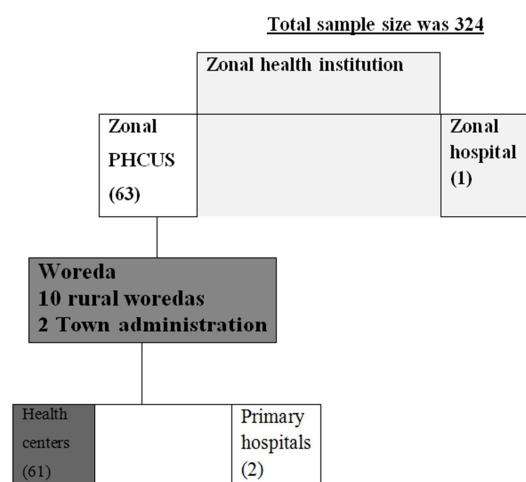 Total sample size was 324
Zonal health institution
Zonal
PHCUS
(63)
Zonal
hospital
(1)
Woreda
10 rural woredas
2 Town administration
Health
centers
(61)
Primary
hospitals
(2)